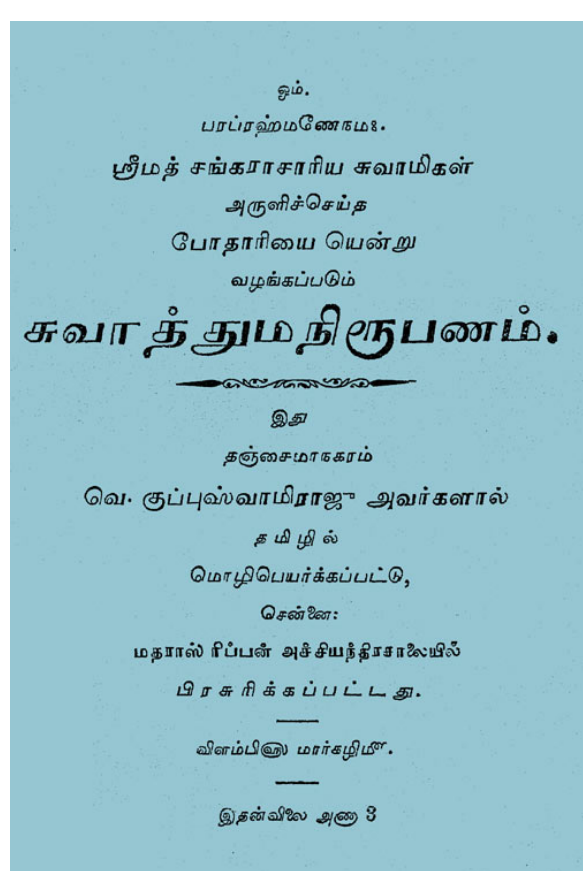 ஓம்.
பரப்ரஹ்மணேநம:.
ஸ்ரீமத் சங்கராசாரிய சுவாமிகள்
அருளிச்செய்த
போதாரியை யென்று
வழங்கப்படும்
சுவாத்துமநிரூபணம்.
இது
தஞ்சைமாநகரம்
வெ. குப்புஸ்வாமிராஜு அவர்களால்
தமிழில்
மொழிபெயர்க்கப்பட்டு,
சென்னை:
மதராஸ் ரிப்பன் அச்சியந்திரசாலையில்
பிரசுரிக்கப்பட்டது.
விளம்பி௵ மார்கழி௴.
இதன்விலை அணா 3